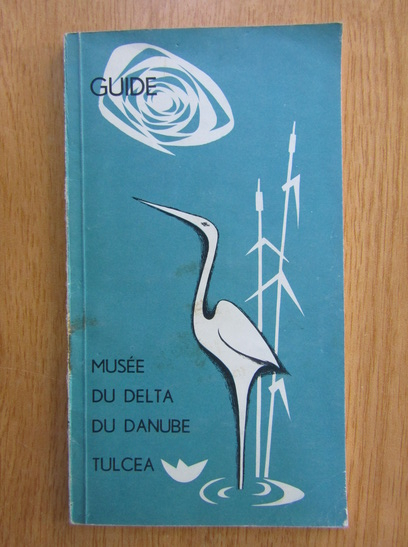 GUIDE
MUSÉE
DU DELTA
DU DANUBE
TULCEA